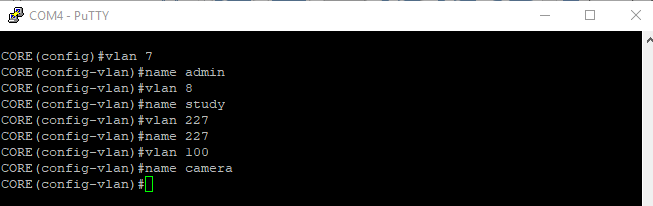 COM4 - PuTTY
CORE(config)#vlan 7
CORE(config-vlan)#name admin
CORE(config-vlan)#vlan 8
CORE(config-vlan)#name study
CORE(config-vlan)#vlan 227
CORE(config-vlan)#name 227
CORE(config-vlan)#vlan 100
CORE(config-vlan)#name camera
CORE(config-vlan)#